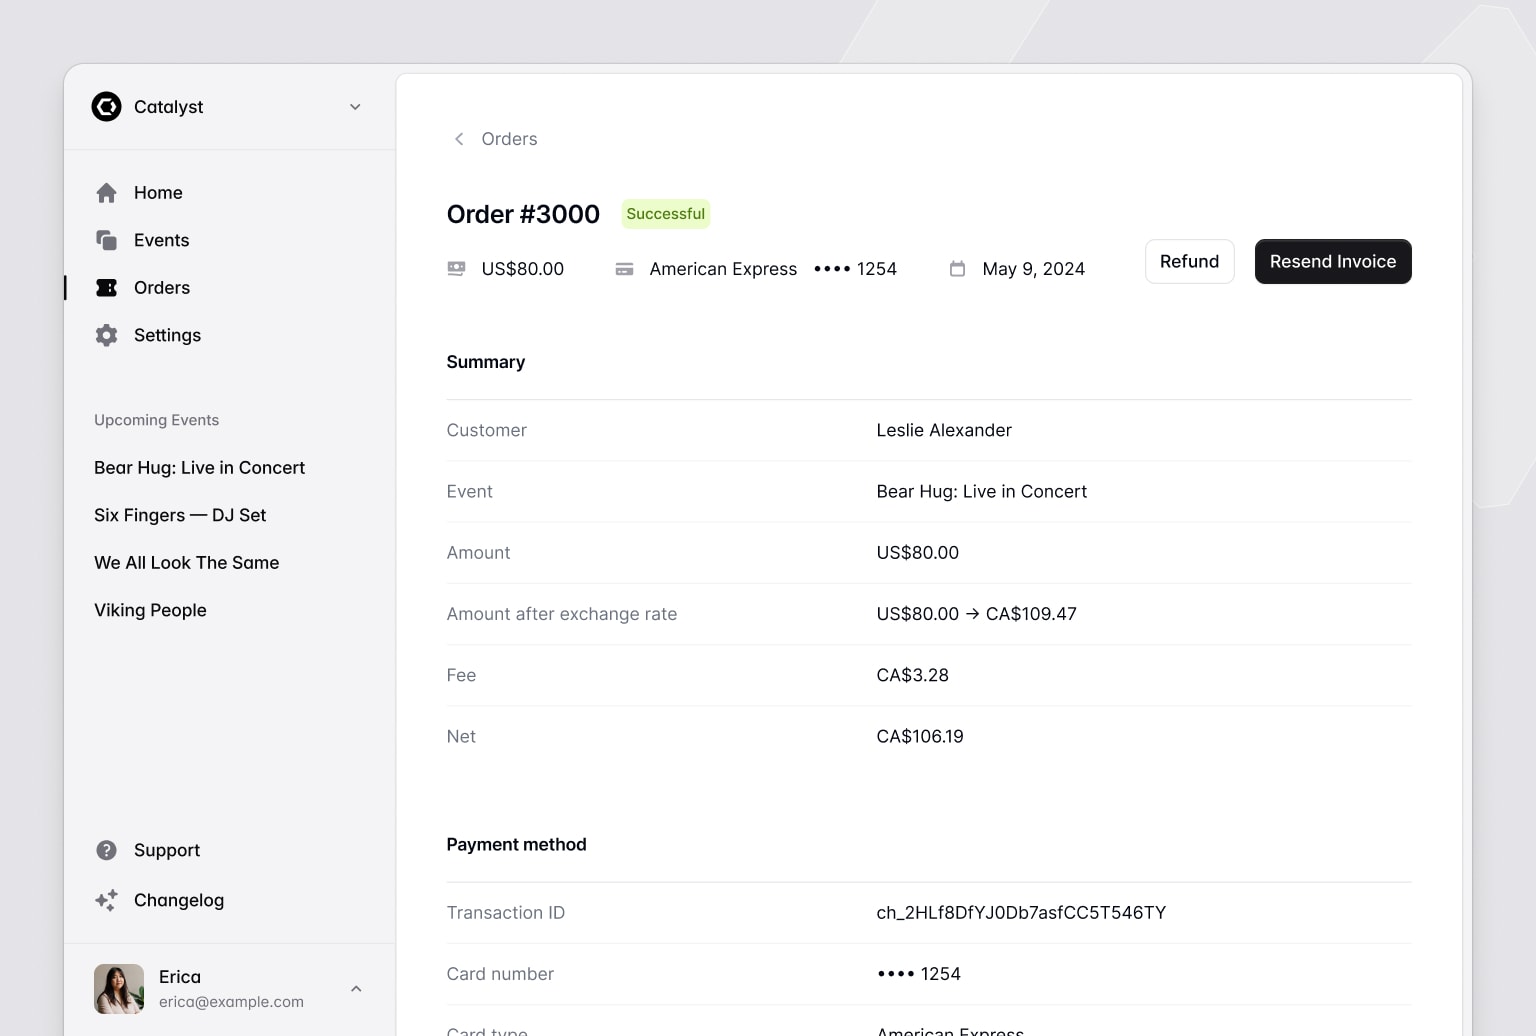 Catalyst
Home
Events
Orders
Settings
Upcoming Events
Bear Hug: Live in Concert
Six Fingers — DJ Set
We All Look The Same
Viking People
Support
Changelog
Erica
erica@example.com
Orders
Order #3000 Successful
US$80.00 American Express •••• 1254 May 9, 2024 Refund Resend Invoice
Summary
Customer Leslie Alexander
Event Bear Hug: Live in Concert
Amount US$80.00
Amount after exchange rate US$80.00 → CA$109.47
Fee CA$3.28
Net CA$106.19
Payment method
Transaction ID ch_2HLf8DfYJ0Db7asfCC5T546TY
Card number •••• 1254
Card type American Express